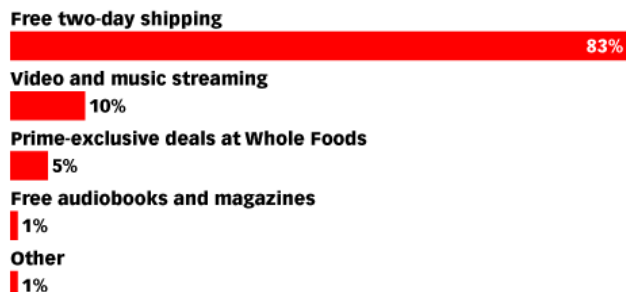 Free two-day shipping
83%
Video and music streaming
10%
Prime-exclusive deals at Whole Foods
5%
Free audiobooks and magazines
1%
Other
1%